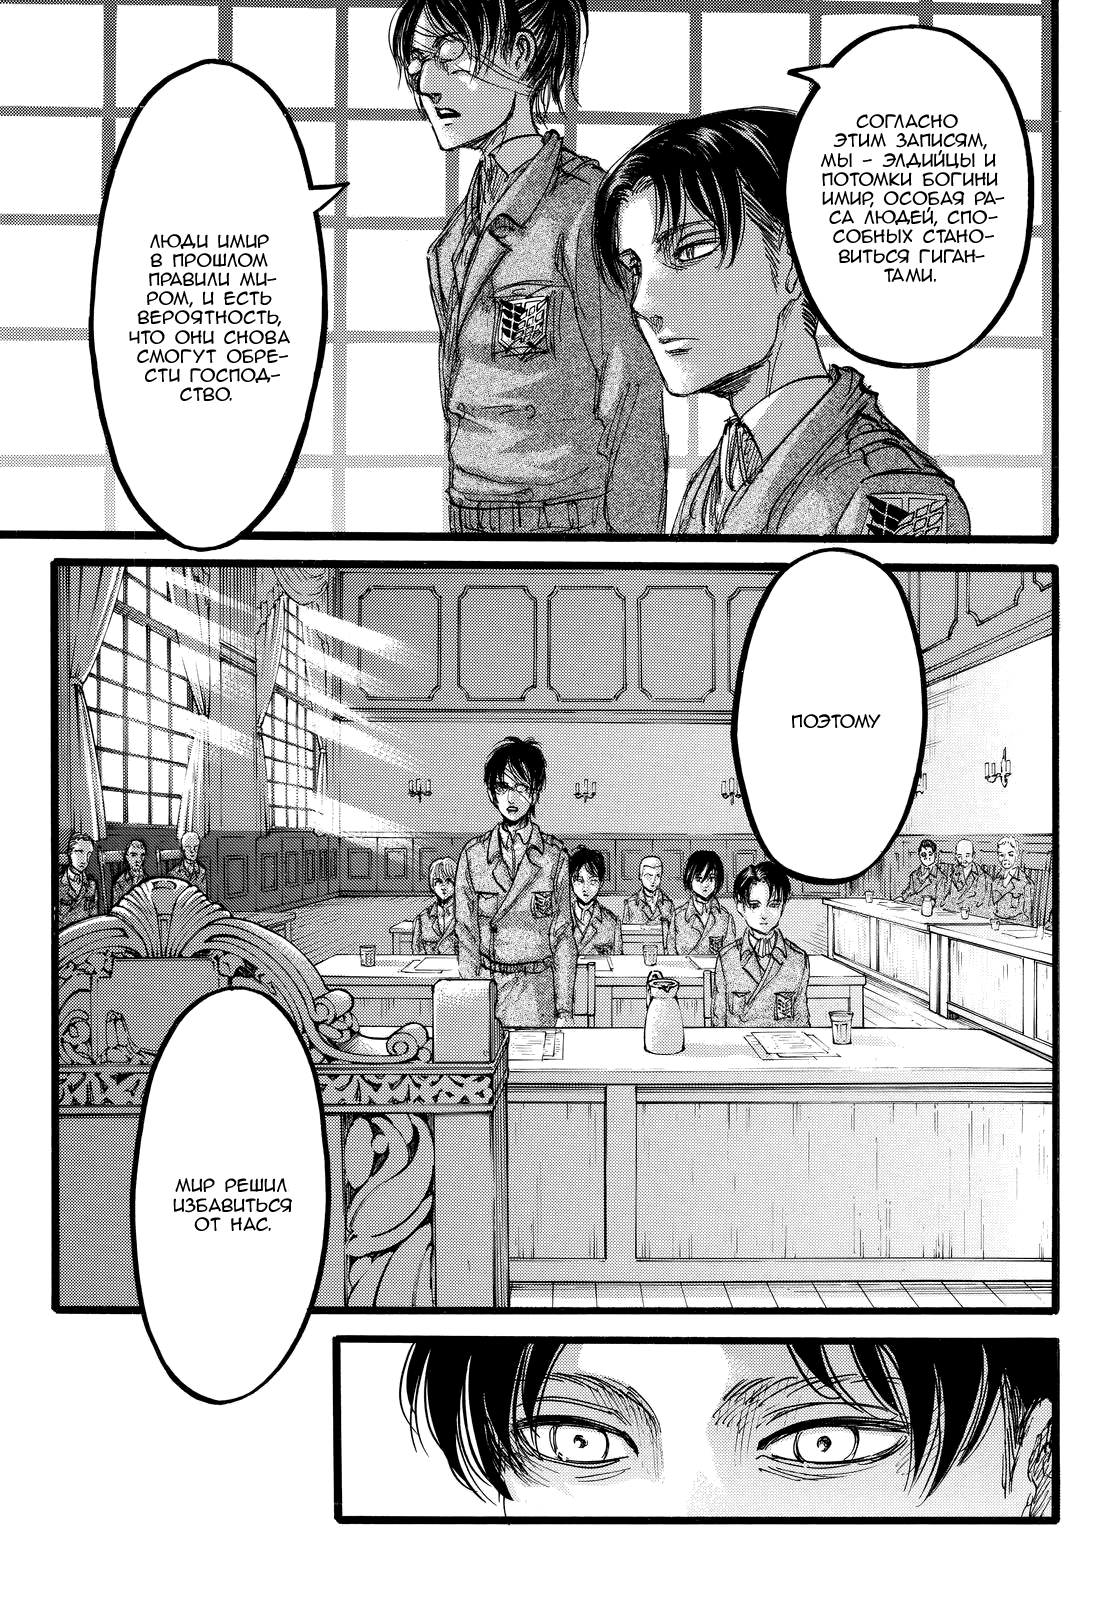 СОГЛАСНО
ЭТИМ ЗАПИСЯМ,
МЫ – ЭЛДИЙЦЫ И
ПОТОМКИ БОГИНИ
ИМИР, ОСОБАЯ РА-
СА ЛЮДЕЙ, СПО-
СОБНЫХ СТАНО-
ВИТЬСЯ ГИГАН-
ТАМИ.
ЛЮДИ ИМИР
В ПРОШЛОМ
ПРАВИЛИ МИ-
РОМ, И ЕСТЬ
ВЕРОЯТНОСТЬ,
ЧТО ОНИ СНОВА
СМОГУТ ОБРЕ-
СТИ ГОСПОД-
СТВО.
ПОЭТОМУ
МИР РЕШИЛ
ИЗБАВИТЬСЯ
ОТ НАС.